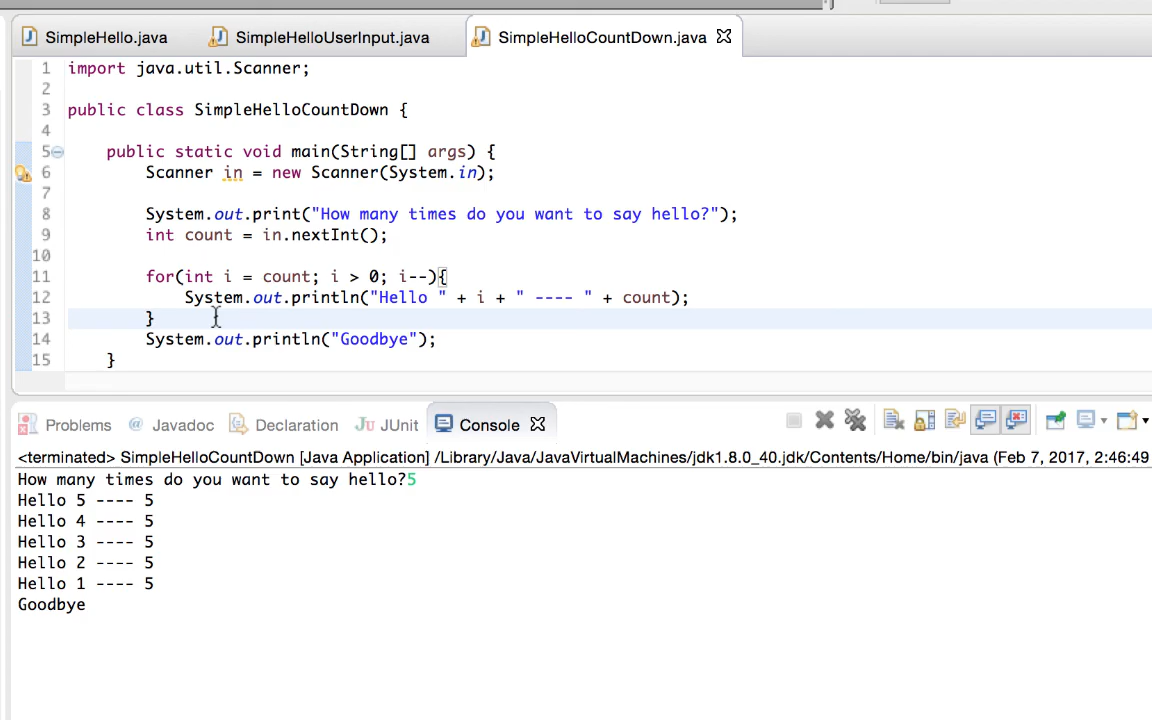 SimpleHello.java SimpleHelloUserInput.java SimpleHelloCountDown.java
1 import java.util.Scanner;
2
3 public class SimpleHelloCountDown {
4
5 public static void main(String[] args) {
6 Scanner in = new Scanner(System.in);
7
8 System.out.print("How many times do you want to say hello?");
9 int count = in.nextInt();
10
11 for(int i = count; i > 0; i--){
12 System.out.println("Hello " + i + " ---- " + count);
13 }
14 System.out.println("Goodbye");
15 }
Problems @ Javadoc Declaration JU JUnit Console
<terminated> SimpleHelloCountDown [Java Application] /Library/Java/JavaVirtualMachines/jdk1.8.0_40.jdk/Contents/Home/bin/java (Feb 7, 2017, 2:46:49
How many times do you want to say hello?5
Hello 5 ---- 5
Hello 4 ---- 5
Hello 3 ---- 5
Hello 2 ---- 5
Hello 1 ---- 5
Goodbye